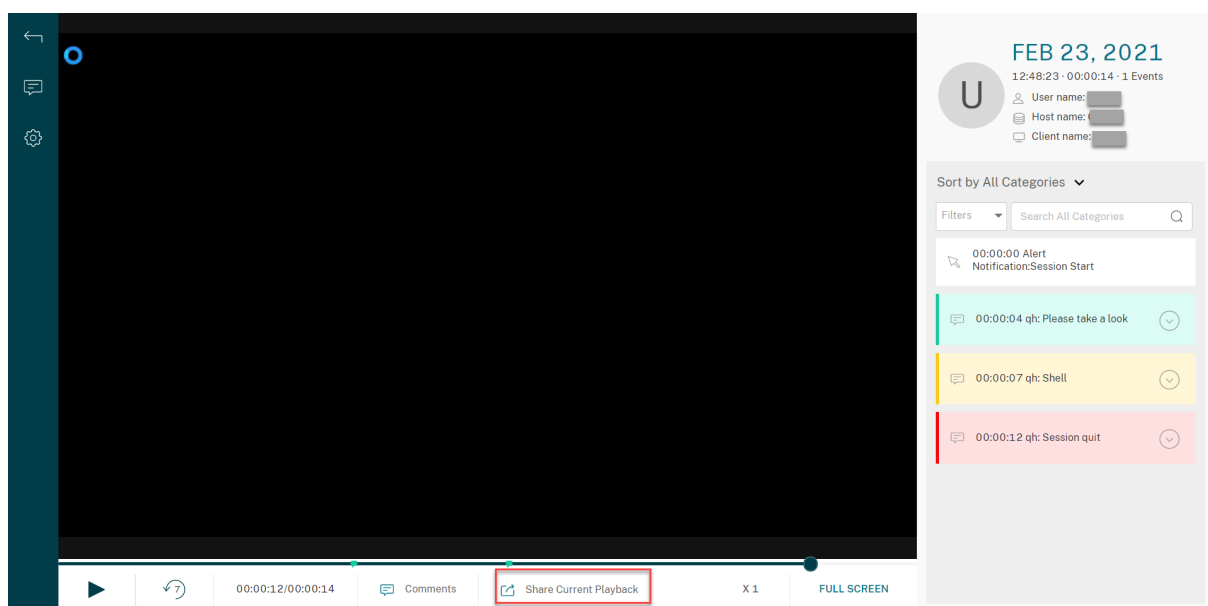 FEB 23, 2021
12:48:23 · 00:00:14 · 1 Events
U
User name:
Host name:
Client name:
Sort by All Categories
Filters
Search All Categories
00:00:00 Alert
Notification:Session Start
00:00:04 qh: Please take a look
00:00:07 qh: Shell
00:00:12 qh: Session quit
7
00:00:12/00:00:14
Comments
Share Current Playback
X 1
FULL SCREEN